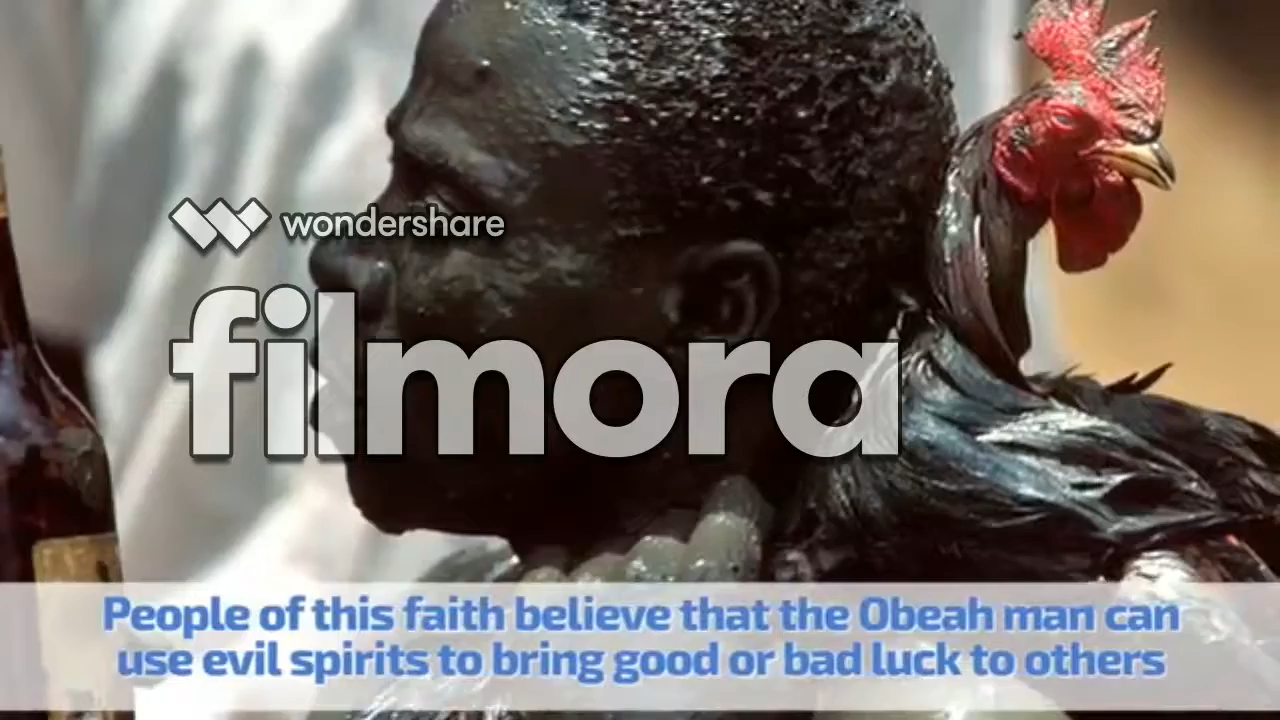 wondershare
filmora
People of this faith believe that the Obeah man can
use evil spirits to bring good or bad luck to others